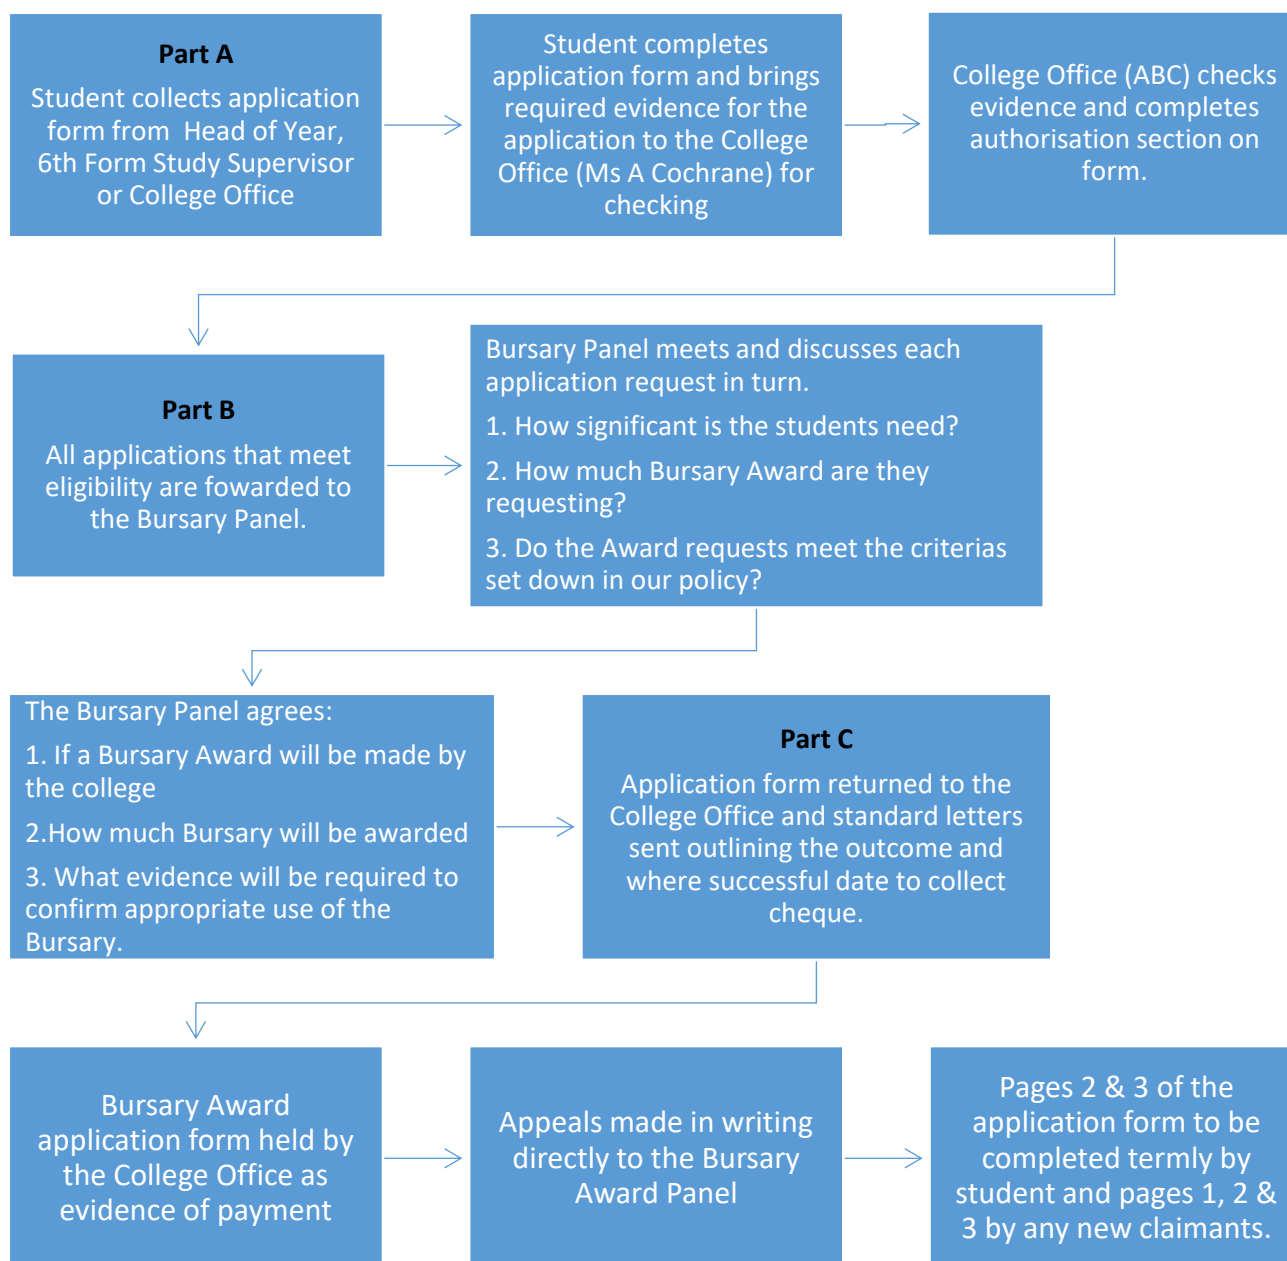 Part A
Student collects application
form from Head of Year,
6th Form Study Supervisor
or College Office
Student completes
application form and brings
required evidence for the
application to the College
Office (Ms A Cochrane) for
checking
College Office (ABC) checks
evidence and completes
authorisation section on
form.
Part B
All applications that meet
eligibility are fowarded to
the Bursary Panel.
Bursary Panel meets and discusses each
application request in turn.
1. How significant is the students need?
2. How much Bursary Award are they
requesting?
3. Do the Award requests meet the criterias
set down in our policy?
The Bursary Panel agrees:
1. If a Bursary Award will be made by
the college
2.How much Bursary will be awarded
3. What evidence will be required to
confirm appropriate use of the
Bursary.
Part C
Application form returned to the
College Office and standard letters
sent outlining the outcome and
where successful date to collect
cheque.
Bursary Award
application form held by
the College Office as
evidence of payment
Appeals made in writing
directly to the Bursary
Award Panel
Pages 2 & 3 of the
application form to be
completed termly by
student and pages 1, 2 &
3 by any new claimants.